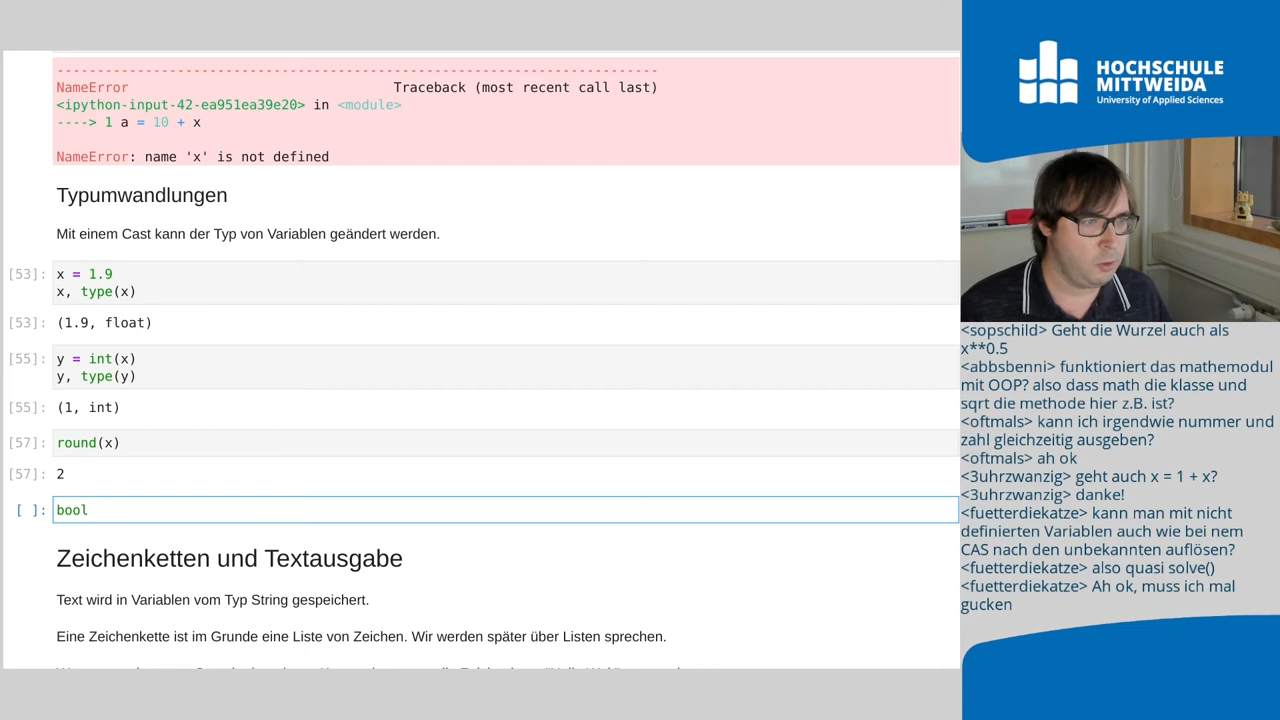 --------------------------------------------------------------------------
NameError                                 Traceback (most recent call last)
<ipython-input-42-ea951ea39e20> in <module>
----> 1 a = 10 + x

NameError: name 'x' is not defined
Typumwandlungen
Mit einem Cast kann der Typ von Variablen geändert werden.
[53]: x = 1.9
x, type(x)
[53]: (1.9, float)
[55]: y = int(x)
y, type(y)
[55]: (1, int)
[57]: round(x)
[57]: 2
[ ]: bool
Zeichenketten und Textausgabe
Text wird in Variablen vom Typ String gespeichert.
Eine Zeichenkette ist im Grunde eine Liste von Zeichen. Wir werden später über Listen sprechen.
HOCHSCHULE
MITTWEIDA
University of Applied Sciences
<sopschild> Geht die Wurzel auch als
x**0.5
<abbsbenni> funktioniert das mathemodul
mit OOP? also dass math die klasse und
sqrt die methode hier z.B. ist?
<oftmals> kann ich irgendwie nummer und
zahl gleichzeitig ausgeben?
<oftmals> ah ok
<3uhrzwanzig> geht auch x = 1 + x?
<3uhrzwanzig> danke!
<fuetterdiekatze> kann man mit nicht
definierten Variablen auch wie bei nem
CAS nach den unbekannten auflösen?
<fuetterdiekatze> also quasi solve()
<fuetterdiekatze> Ah ok, muss ich mal
gucken